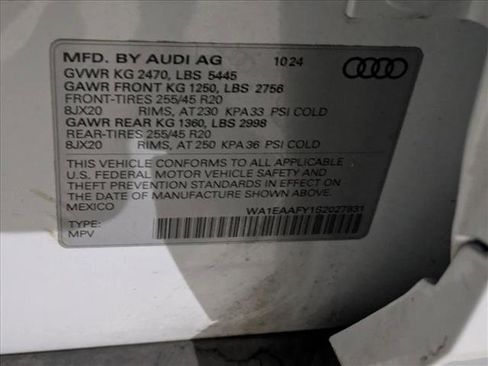 MFD. BY AUDI AG 10 24
GVWR KG 2470, LBS 5445
GAWR FRONT KG 1250, LBS 2756
FRONT-TIRES 255/45 R20
8JX20 RIMS, AT 230 KPA 33 PSI COLD
GAWR REAR KG 1360, LBS 2998
REAR-TIRES 255/45 R20
8JX20 RIMS, AT 250 KPA 36 PSI COLD
THIS VEHICLE CONFORMS TO ALL APPLICABLE
U.S. FEDERAL MOTOR VEHICLE SAFETY AND
THEFT PREVENTION STANDARDS IN EFFECT ON
DATE OF MANUFACTURE SHOWN ABOVE.
MEXICO WA1EAAFY1S2027931
TYPE:
MPV